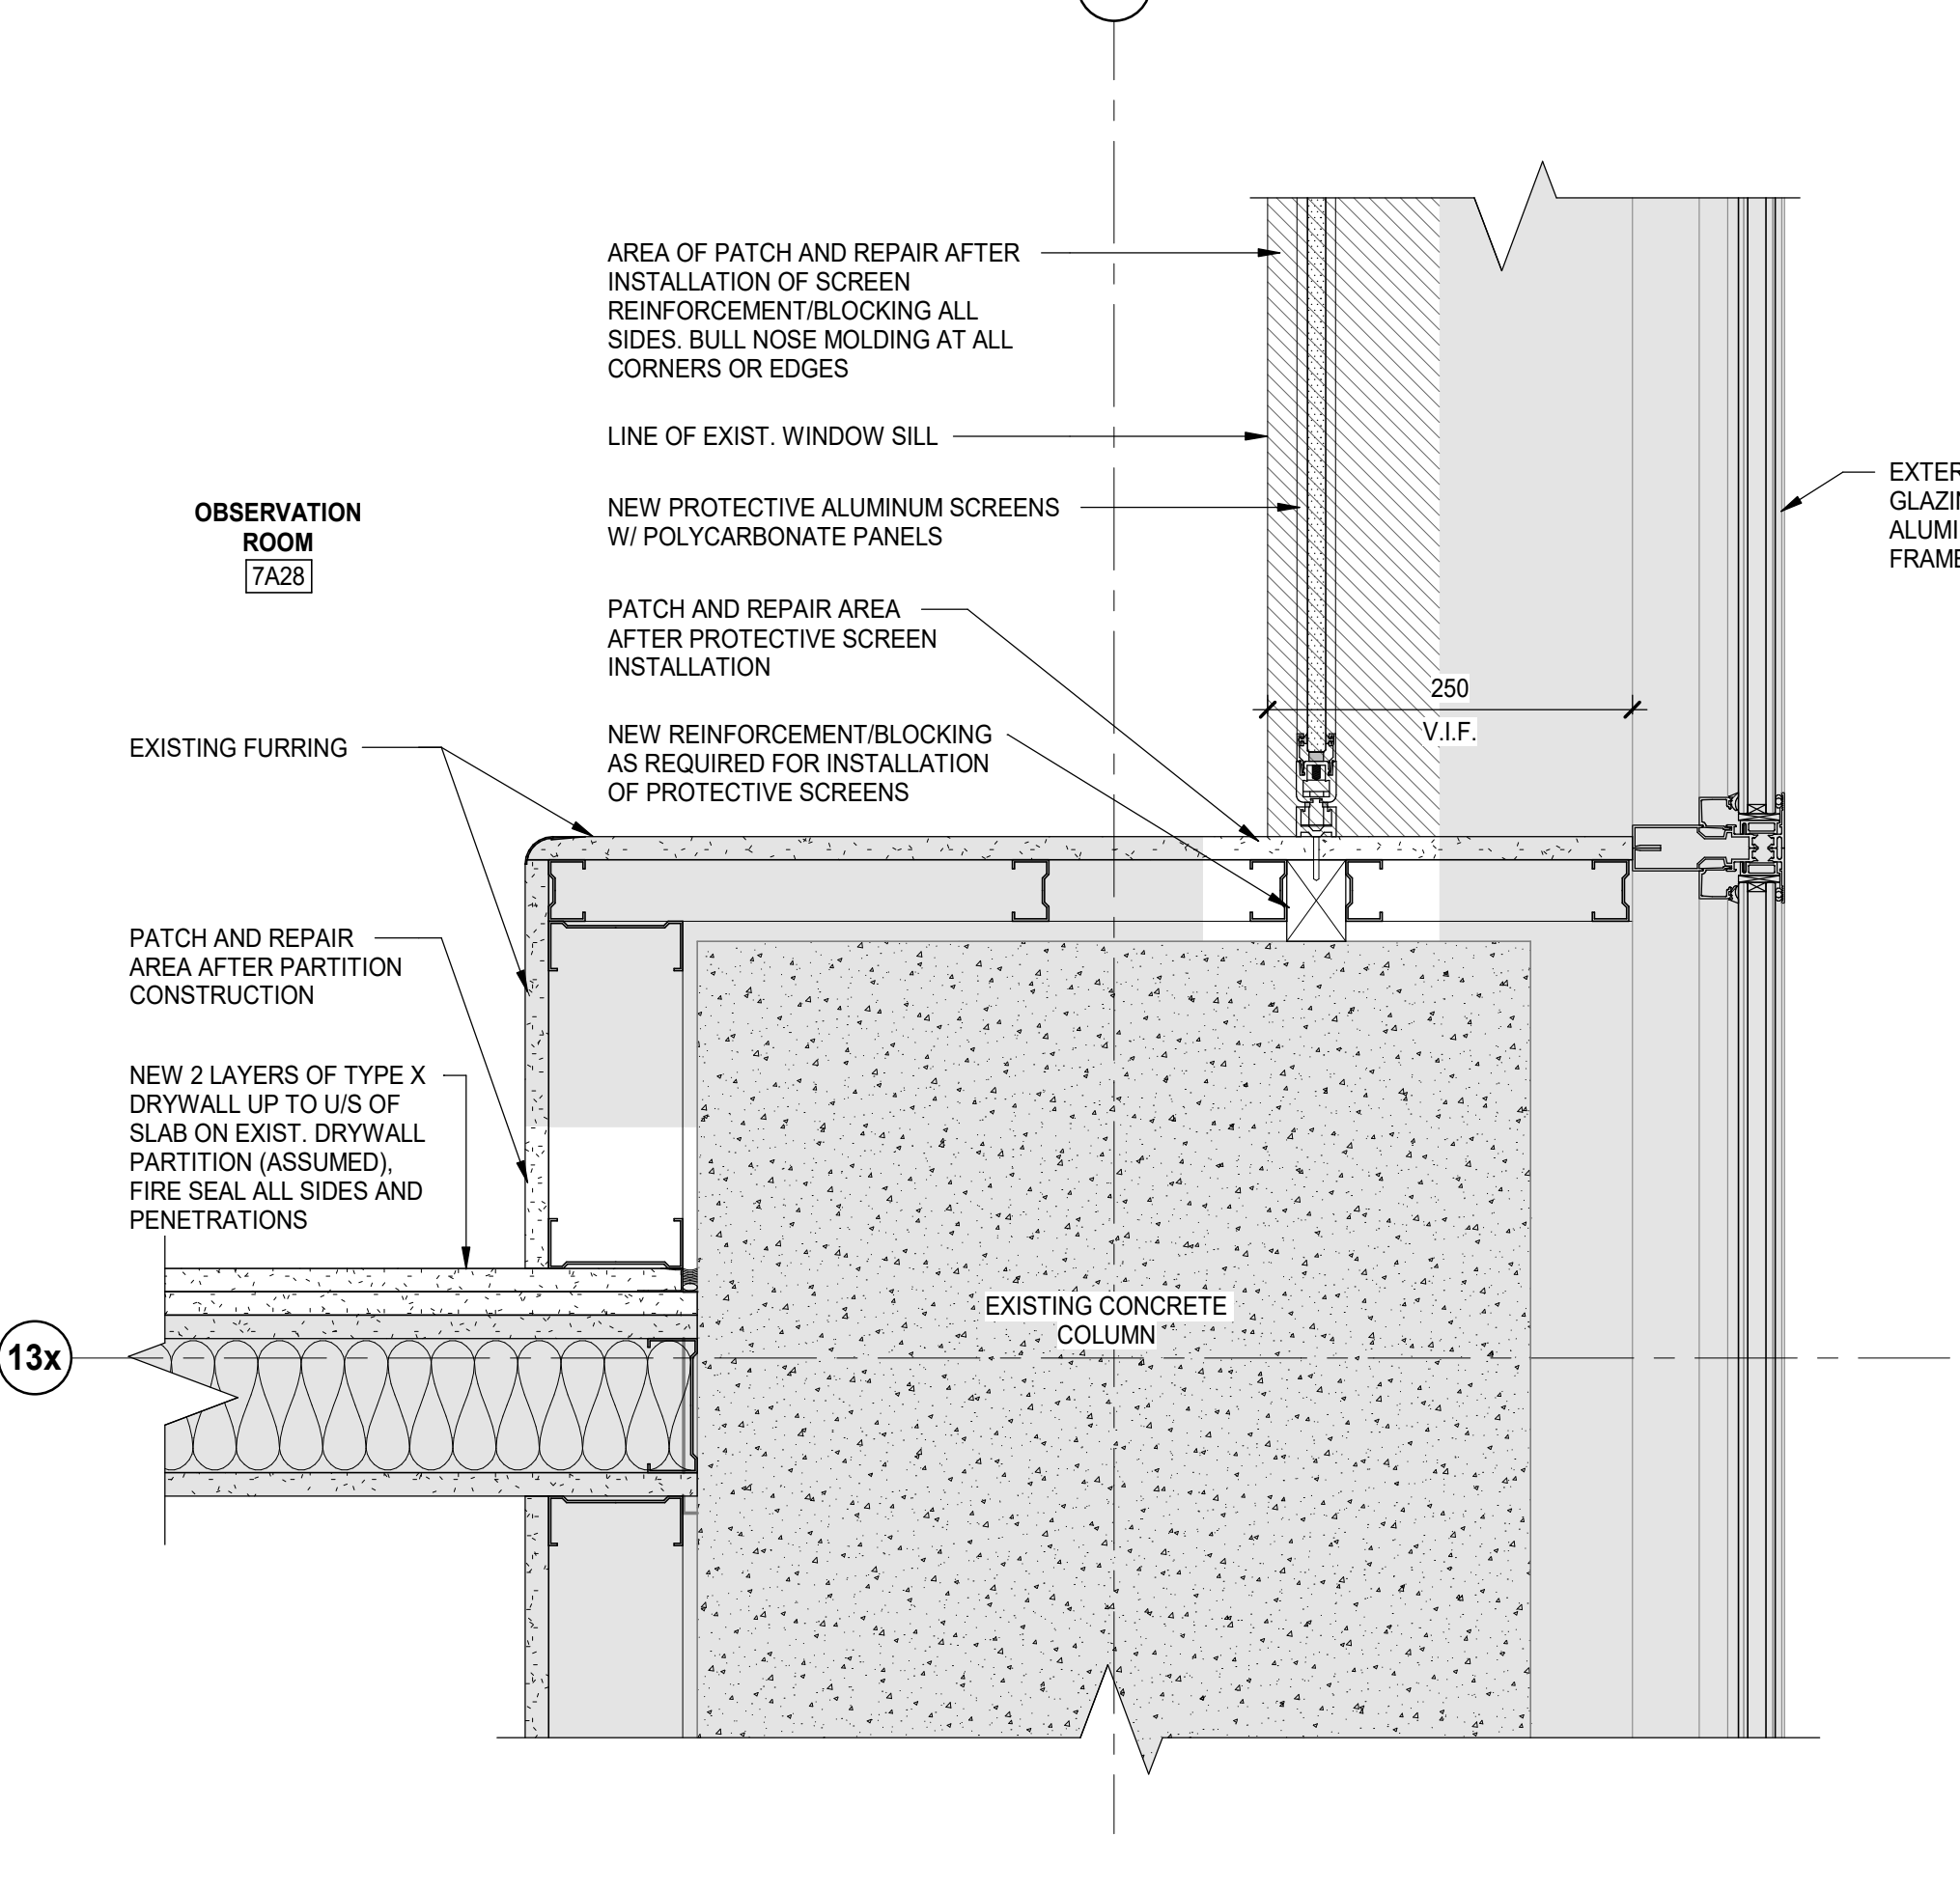 AREA OF PATCH AND REPAIR AFTER
INSTALLATION OF SCREEN
REINFORCEMENT/BLOCKING ALL
SIDES. BULL NOSE MOLDING AT ALL
CORNERS OR EDGES
LINE OF EXIST. WINDOW SILL
OBSERVATION
ROOM
7A28
NEW PROTECTIVE ALUMINUM SCREENS
W/ POLYCARBONATE PANELS
PATCH AND REPAIR AREA
AFTER PROTECTIVE SCREEN
INSTALLATION
NEW REINFORCEMENT/BLOCKING
AS REQUIRED FOR INSTALLATION
OF PROTECTIVE SCREENS
250
V.I.F.
EXISTING FURRING
PATCH AND REPAIR
AREA AFTER PARTITION
CONSTRUCTION
NEW 2 LAYERS OF TYPE X
DRYWALL UP TO U/S OF
SLAB ON EXIST. DRYWALL
PARTITION (ASSUMED),
FIRE SEAL ALL SIDES AND
PENETRATIONS
EXISTING CONCRETE
COLUMN
13x